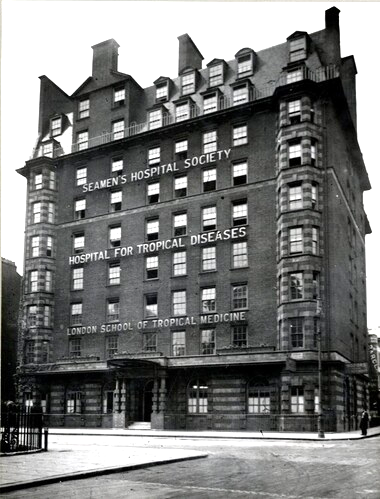 SEAMEN'S HOSPITAL SOCIETY
HOSPITAL FOR TROPICAL DISEASES.
LONDON SCHOOL OF TROPICAL MEDICINE